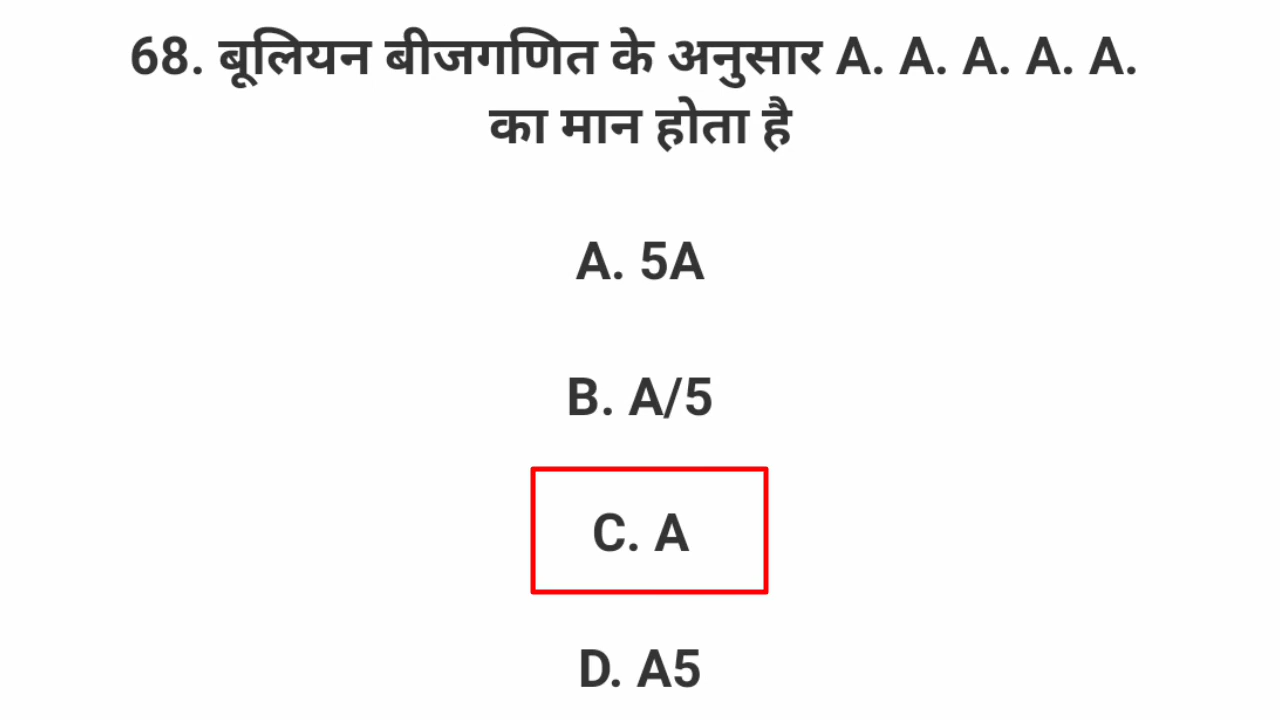 68. बूलियन बीजगणित के अनुसार A. A. A. A. A.
का मान होता है
A. 5A
B. A/5
C. A
D. A5